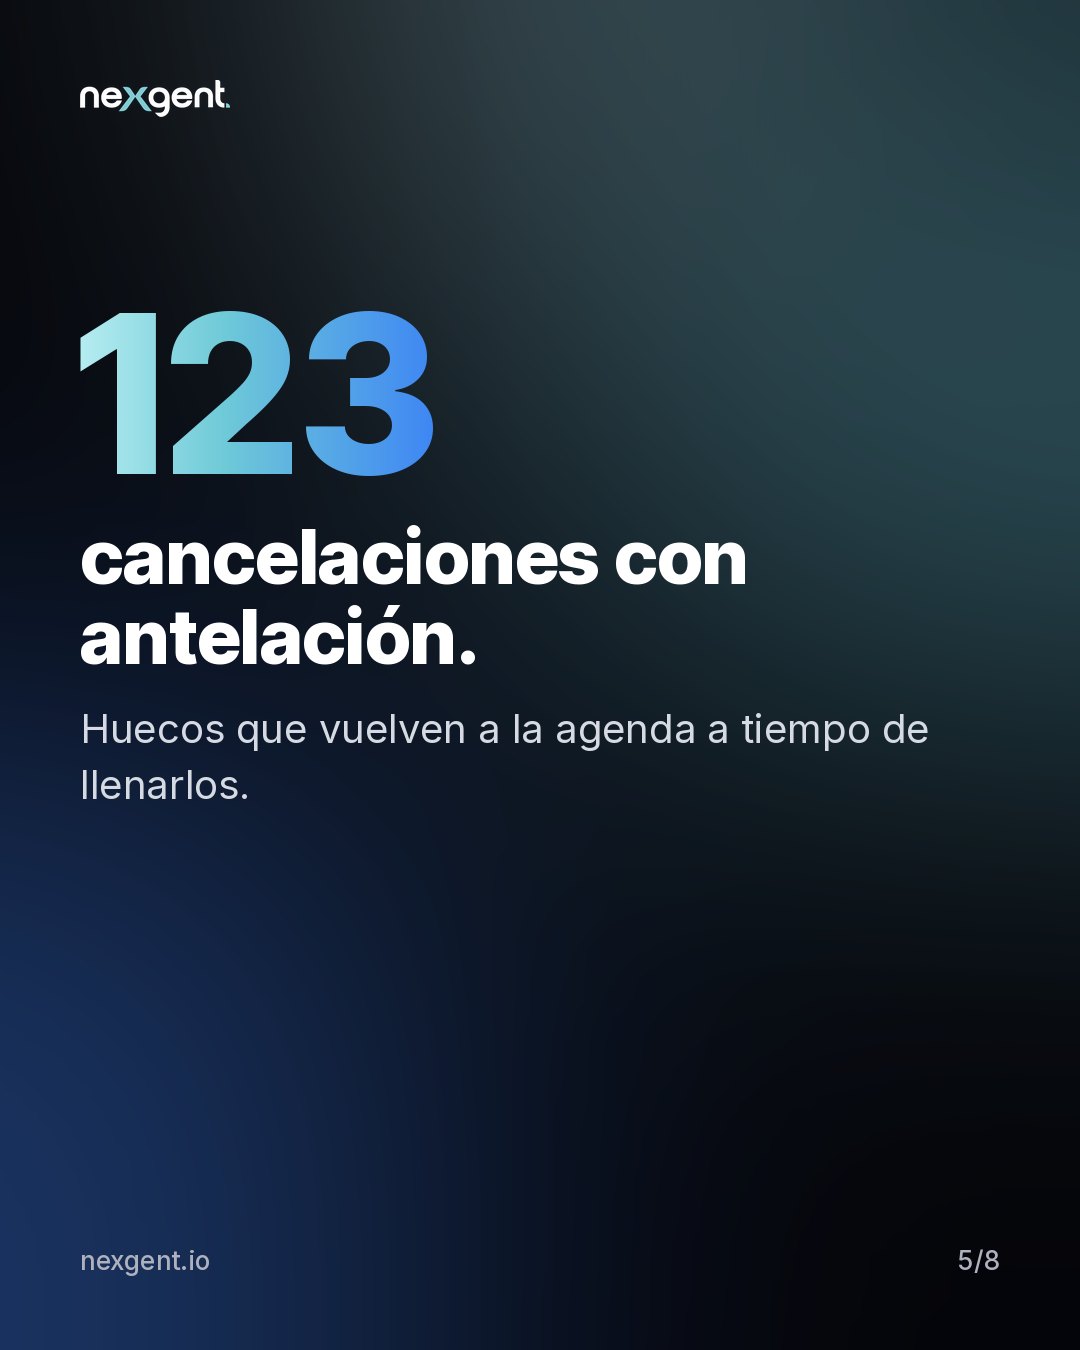 nexgent.
123
cancelaciones con
antelación.
Huecos que vuelven a la agenda a tiempo de
llenarlos.
nexgent.io
5/8